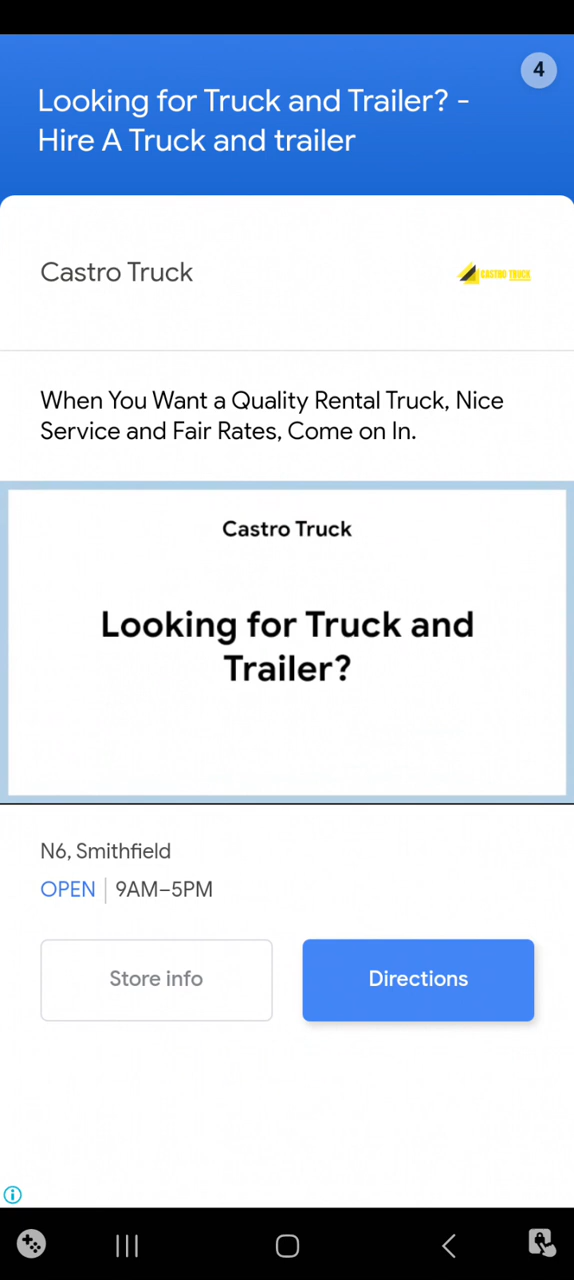 4
Looking for Truck and Trailer? -
Hire A Truck and trailer
Castro Truck
CASTRO TRUCK
When You Want a Quality Rental Truck, Nice
Service and Fair Rates, Come on In.
Castro Truck
Looking for Truck and
Trailer?
N6, Smithfield
OPEN | 9AM–5PM
Store info
Directions